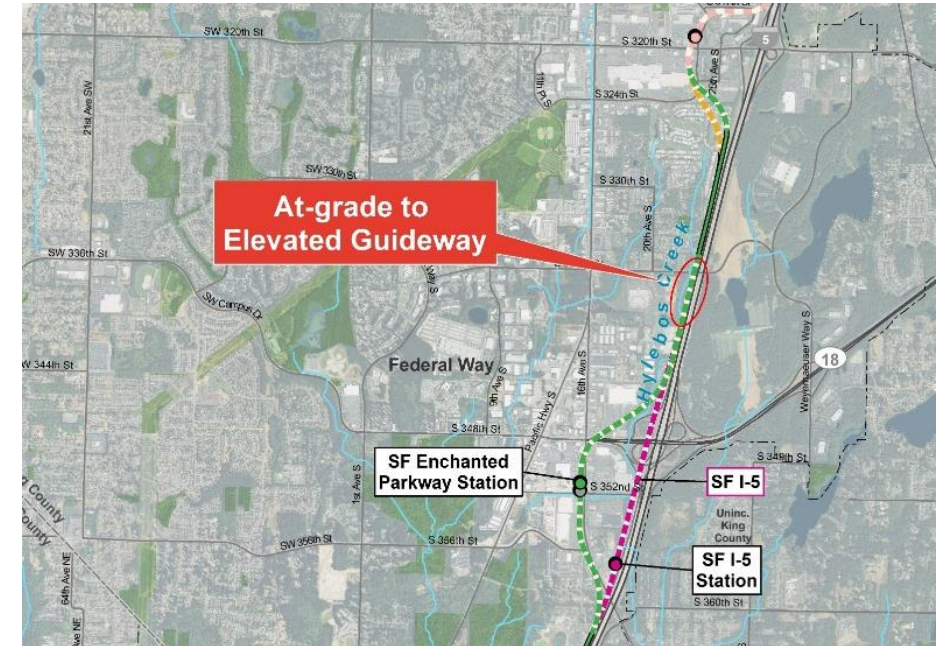 SW 320th St
S 320th St
5
21st Ave SW
11th Pl S
S 324th St
SW 330th St
S 330th St
20th Ave S
At-grade to
Elevated Guideway
SW 336th St
Way S
Hylebos Creek
SW Campus Dr
Federal Way
16th Ave S
Weyerhaeuser Way S
18
W 344th St
9th Ave S
Pacific Hwy S
S 348th St
S 349th St
SF Enchanted
Parkway Station
S 352nd
SF I-5
1st Ave S
Uninc.
King
County
County
County
SW 356th St
S 356th St
SF I-5
Station
64th Ave NE
S 360th St